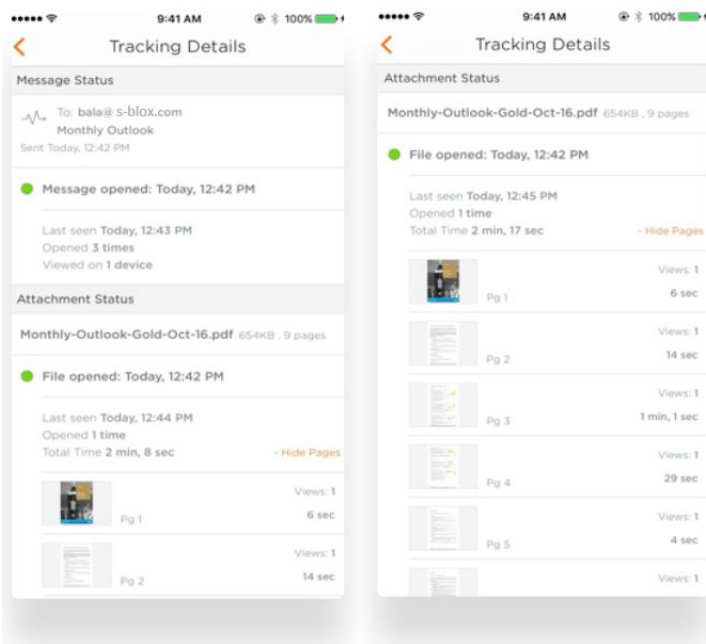 9:41 AM
100%
Tracking Details
Message Status
To: bala@s-blox.com
Monthly Outlook
Sent Today, 12:42 PM
Message opened: Today, 12:42 PM
Last seen Today, 12:43 PM
Opened 3 times
Viewed on 1 device
Attachment Status
Monthly-Outlook-Gold-Oct-16.pdf 654KB , 9 pages
File opened: Today, 12:42 PM
Last seen Today, 12:44 PM
Opened 1 time
Total Time 2 min, 8 sec - Hide Pages
Views: 1
Pg 1 6 sec
Views: 1
Pg 2 14 sec
9:41 AM
100%
Tracking Details
Attachment Status
Monthly-Outlook-Gold-Oct-16.pdf 654KB , 9 pages
File opened: Today, 12:42 PM
Last seen Today, 12:45 PM
Opened 1 time
Total Time 2 min, 17 sec - Hide Pages
Views: 1
Pg 1 6 sec
Views: 1
Pg 2 14 sec
Views: 1
Pg 3 1 min, 1 sec
Views: 1
Pg 4 29 sec
Views: 1
Pg 5 4 sec
Views: 1